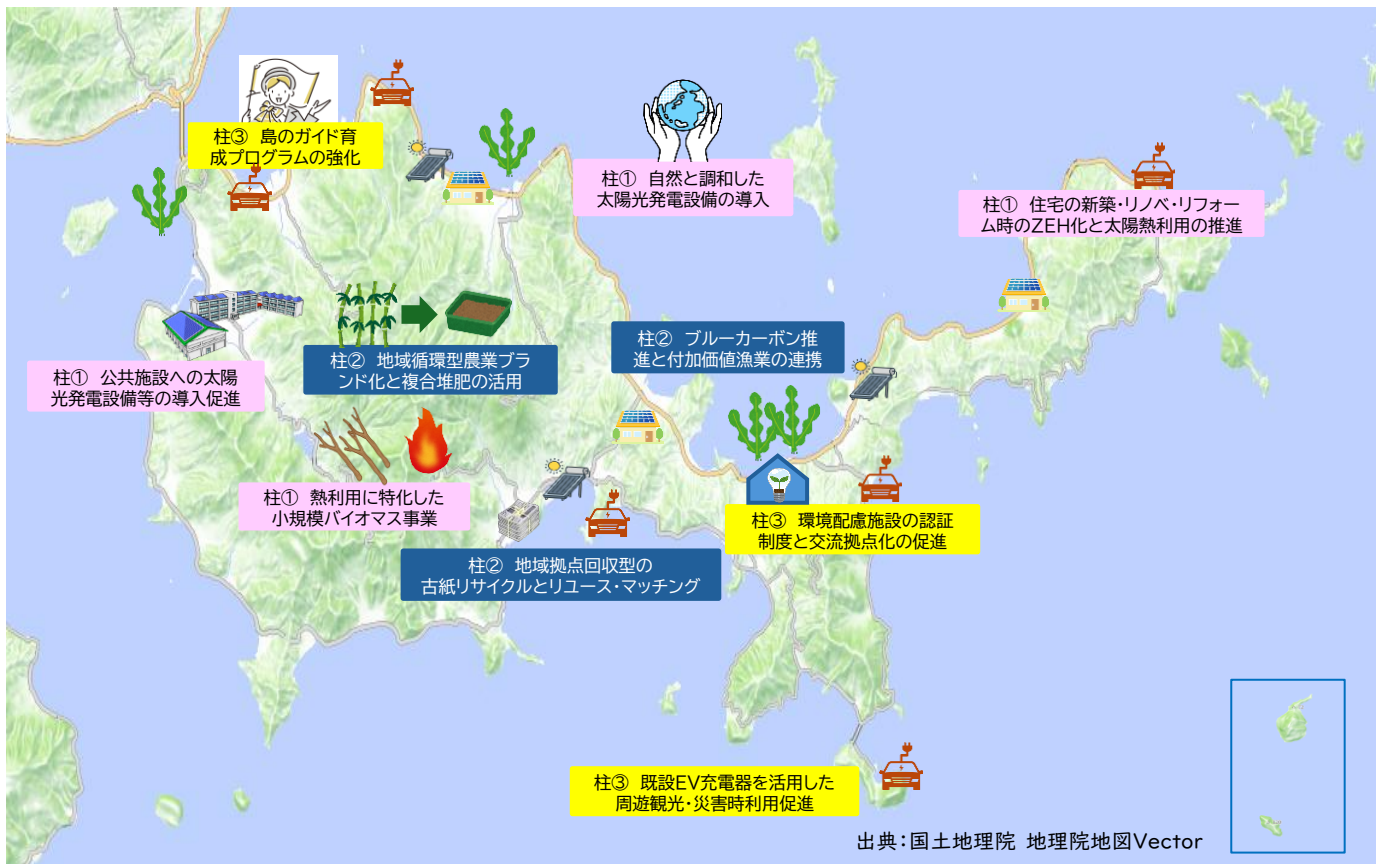 柱③ 島のガイド育
成プログラムの強化
柱① 自然と調和した
太陽光発電設備の導入
柱① 住宅の新築・リノベ・リフォー
ム時のZEH化と太陽熱利用の推進
柱① 公共施設への太陽
光発電設備等の導入促進
柱② 地域循環型農業ブラ
ンド化と複合堆肥の活用
柱② ブルーカーボン推
進と付加価値漁業の連携
柱① 熱利用に特化した
小規模バイオマス事業
柱② 地域拠点回収型の
古紙リサイクルとリユース・マッチング
柱③ 環境配慮施設の認証
制度と交流拠点化の促進
柱③ 既設EV充電器を活用した
周遊観光・災害時利用促進
出典:国土地理院 地理院地図Vector